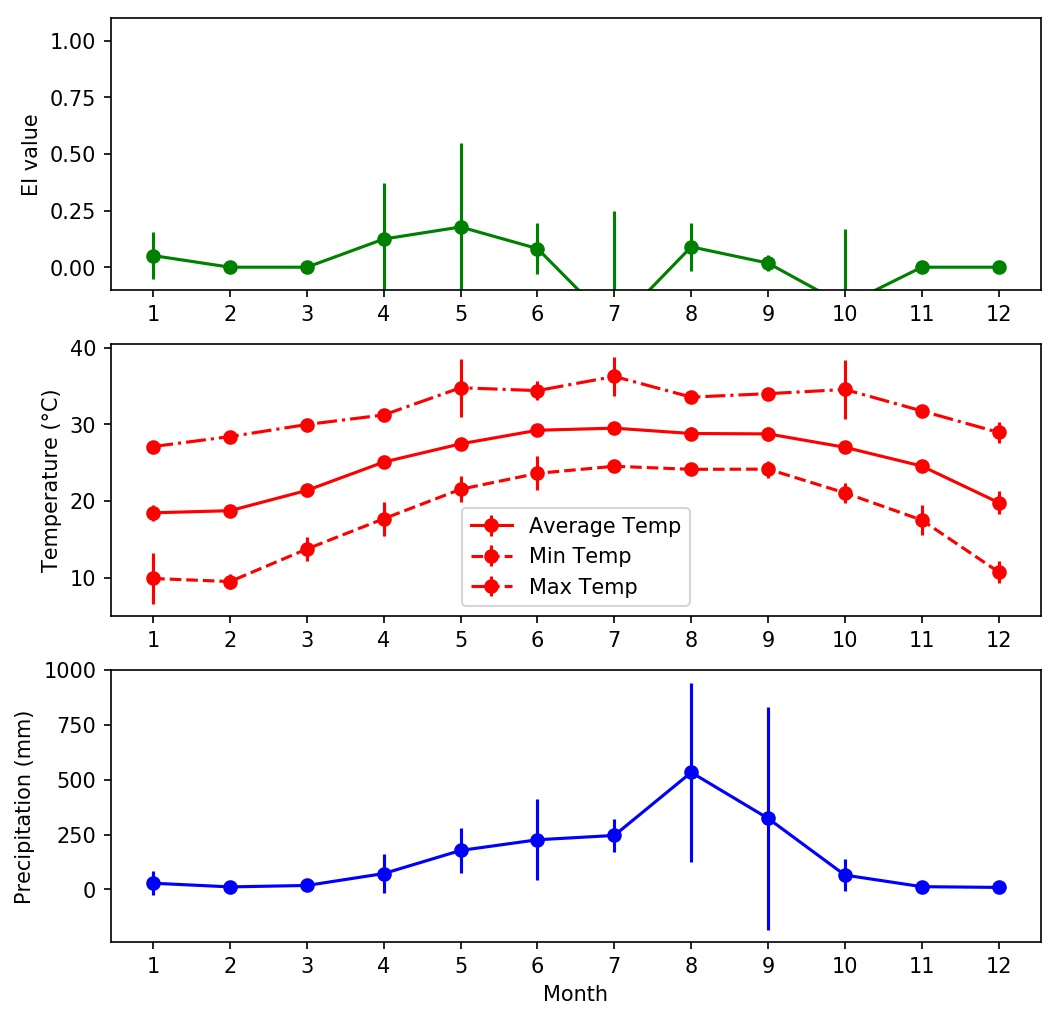 EI value
1.00
0.75
0.50
0.25
0.00
1 2 3 4 5 6 7 8 9 10 11 12
Temperature (°C)
40
30
20
10
Average Temp
Min Temp
Max Temp
1 2 3 4 5 6 7 8 9 10 11 12
Precipitation (mm)
1000
750
500
250
0
1 2 3 4 5 6 7 8 9 10 11 12
Month